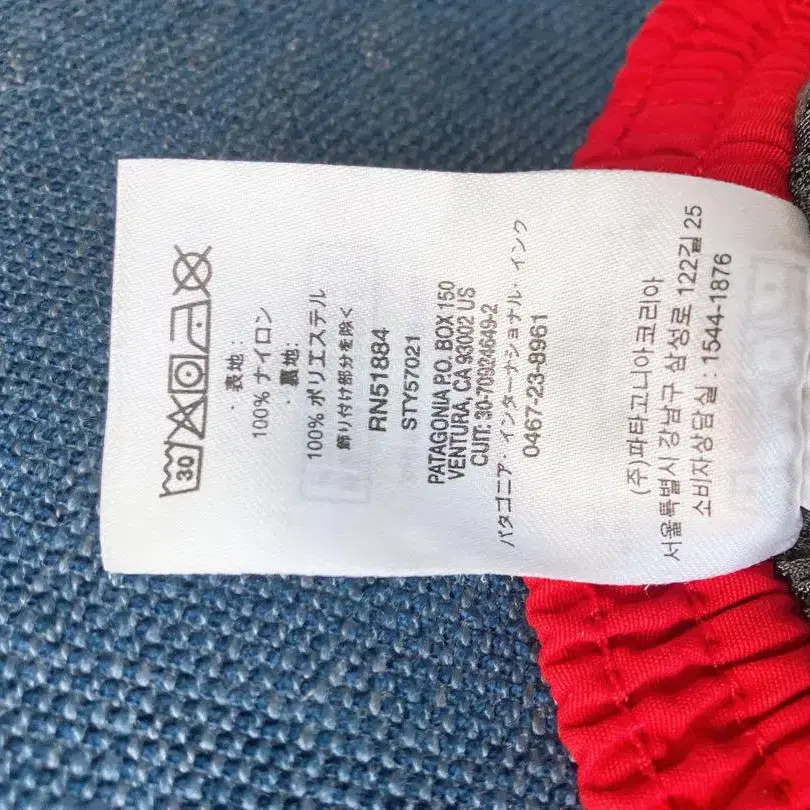 30
・表地:
100% ナイロン
・裏地:
100% ポリエステル
飾り付け部分を除く
RN51884
STY57021
PATAGONIA P.O. BOX 150
VENTURA, CA 93002 US
CUIT: 30-70924649-2
パタゴニア・インターナショナル・インク
0467-23-8961
(주)파타고니아코리아
서울특별시 강남구 삼성로 122길 25
소비자상담실 : 1544-1876